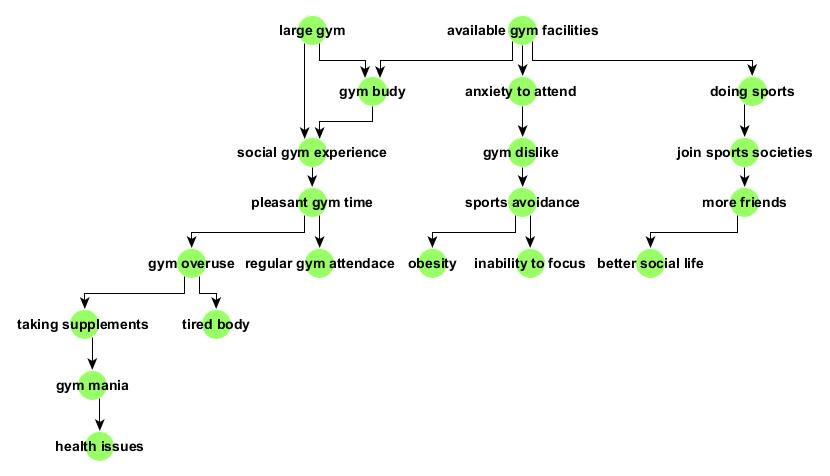 large gym
available gym facilities
gym budy
anxiety to attend
doing sports
social gym experience
gym dislike
join sports societies
pleasant gym time
sports avoidance
more friends
gym overuse
regular gym attendace
obesity
inability to focus
better social life
taking supplements
tired body
gym mania
health issues